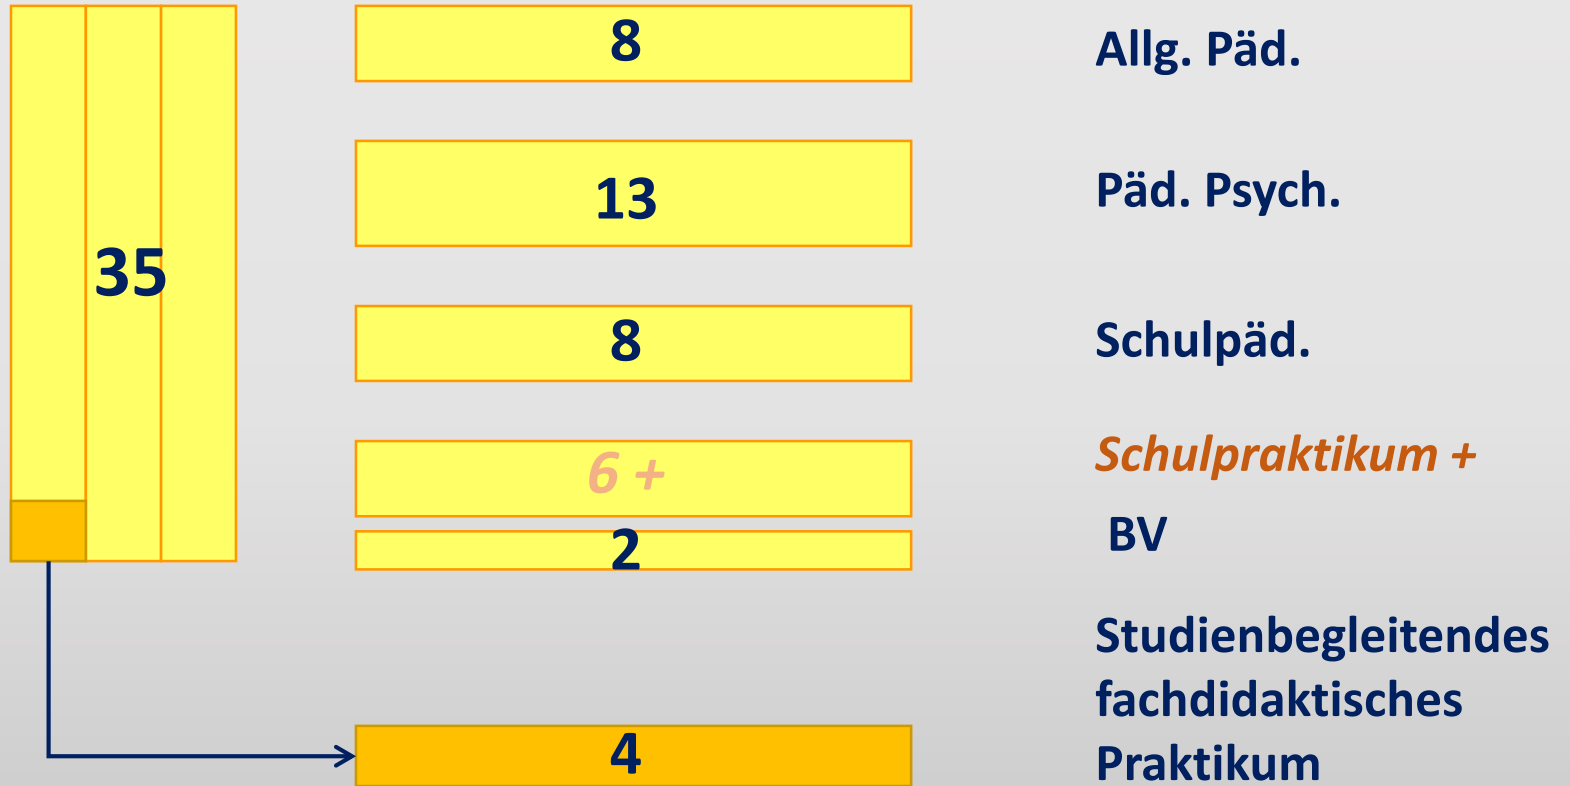 35
8
Allg. Päd.
13
Päd. Psych.
8
Schulpäd.
6 +
Schulpraktikum +
2
BV
4
Studienbegleitendes
fachdidaktisches
Praktikum